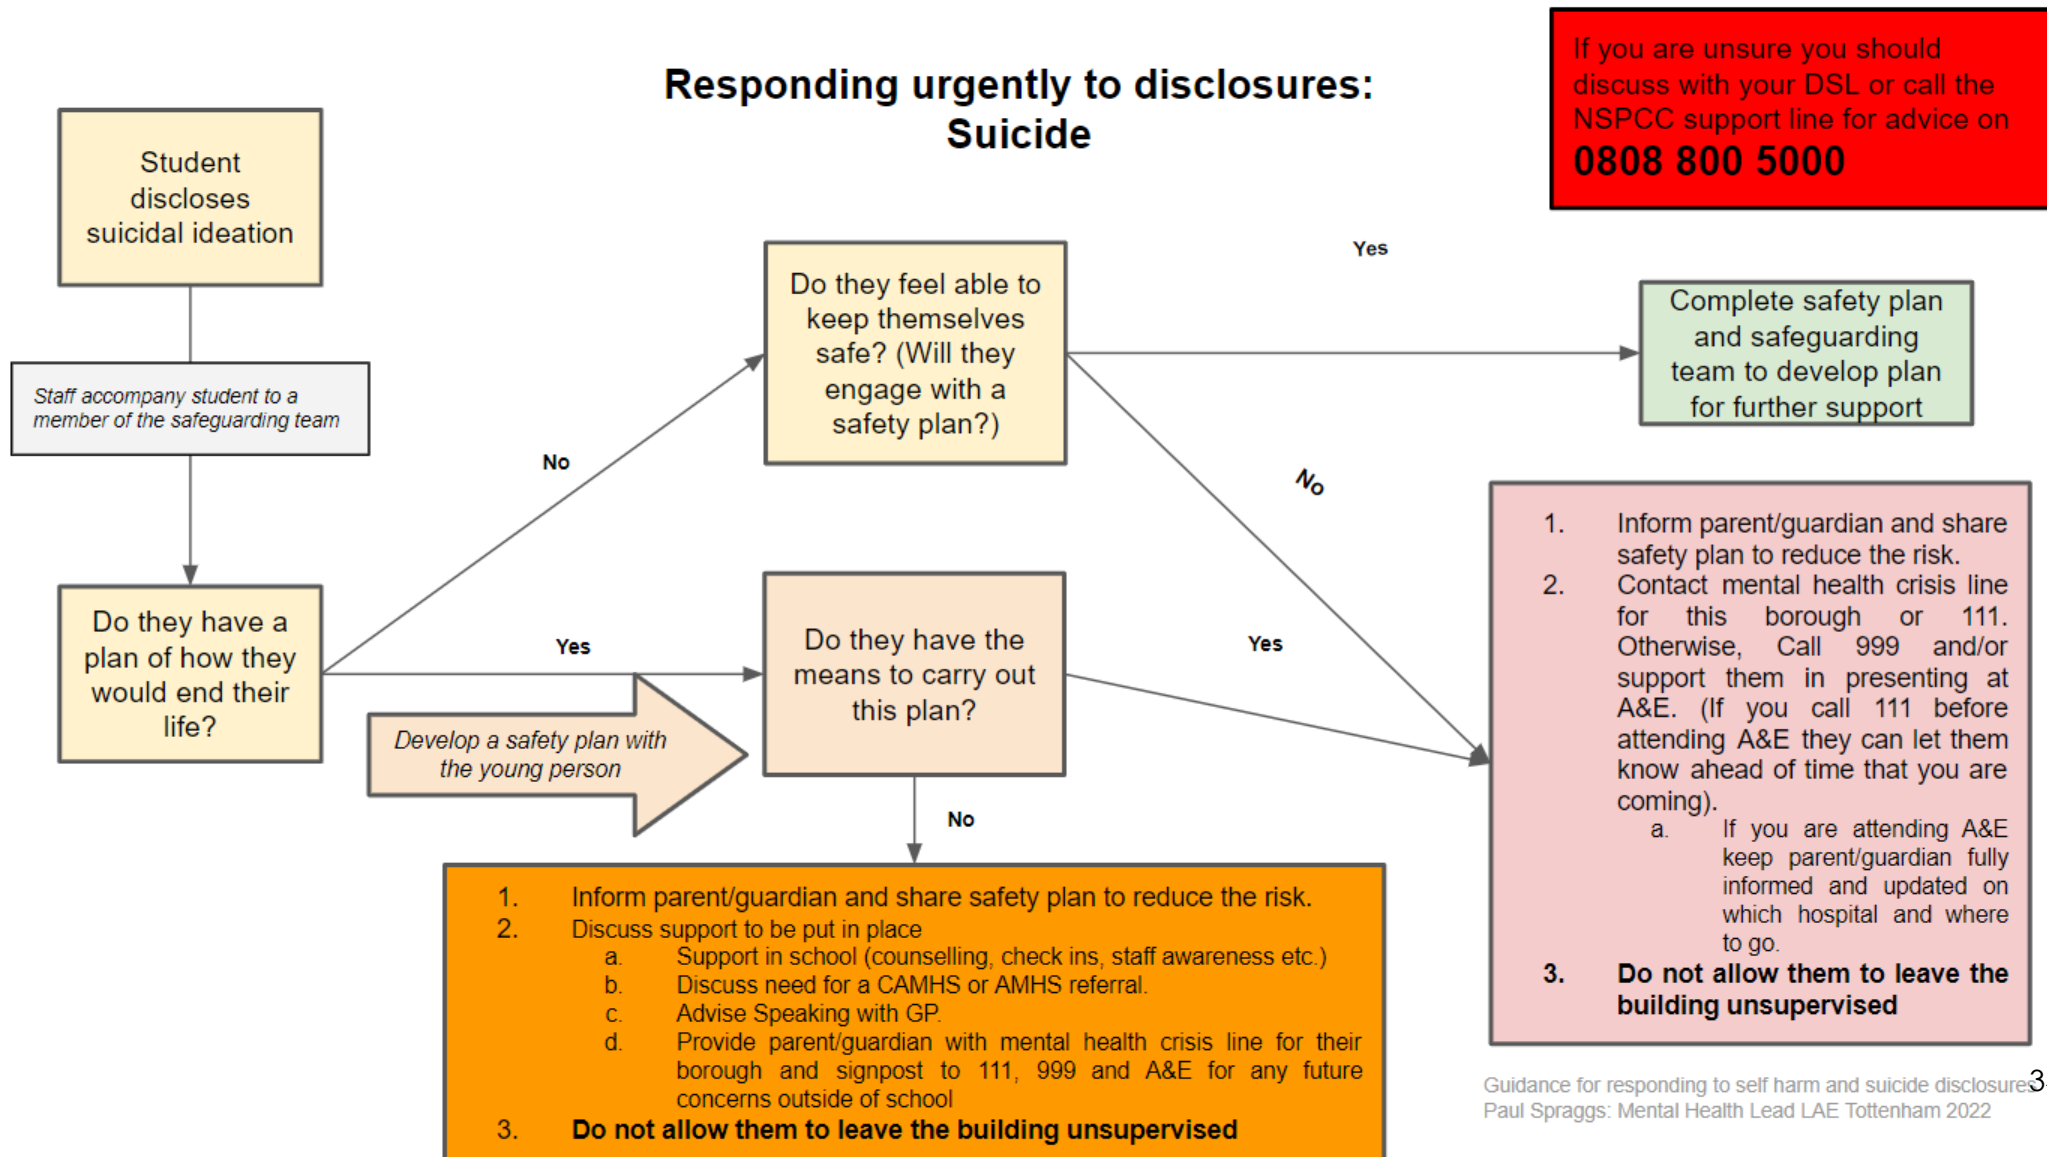 Responding urgently to disclosures:
Suicide
If you are unsure you should
discuss with your DSL or call the
NSPCC support line for advice on
0808 800 5000
Student
discloses
suicidal ideation
Staff accompany student to a
member of the safeguarding team
Do they have a
plan of how they
would end their
life?
No
Yes
Develop a safety plan with
the young person
Do they feel able to
keep themselves
safe? (Will they
engage with a
safety plan?)
Yes
No
Complete safety plan
and safeguarding
team to develop plan
for further support
Do they have the
means to carry out
this plan?
Yes
No
1. Inform parent/guardian and share safety plan to reduce the risk.
2. Discuss support to be put in place
a. Support in school (counselling, check ins, staff awareness etc.)
b. Discuss need for a CAMHS or AMHS referral.
c. Advise Speaking with GP.
d. Provide parent/guardian with mental health crisis line for their
borough and signpost to 111, 999 and A&E for any future
concerns outside of school
3. Do not allow them to leave the building unsupervised
1. Inform parent/guardian and share
safety plan to reduce the risk.
2. Contact mental health crisis line
for this borough or 111.
Otherwise, Call 999 and/or
support them in presenting at
A&E. (If you call 111 before
attending A&E they can let them
know ahead of time that you are
coming).
a. If you are attending A&E
keep parent/guardian fully
informed and updated on
which hospital and where
to go.
3. Do not allow them to leave the
building unsupervised
Guidance for responding to self harm and suicide disclosures
Paul Spraggs: Mental Health Lead LAE Tottenham 2022